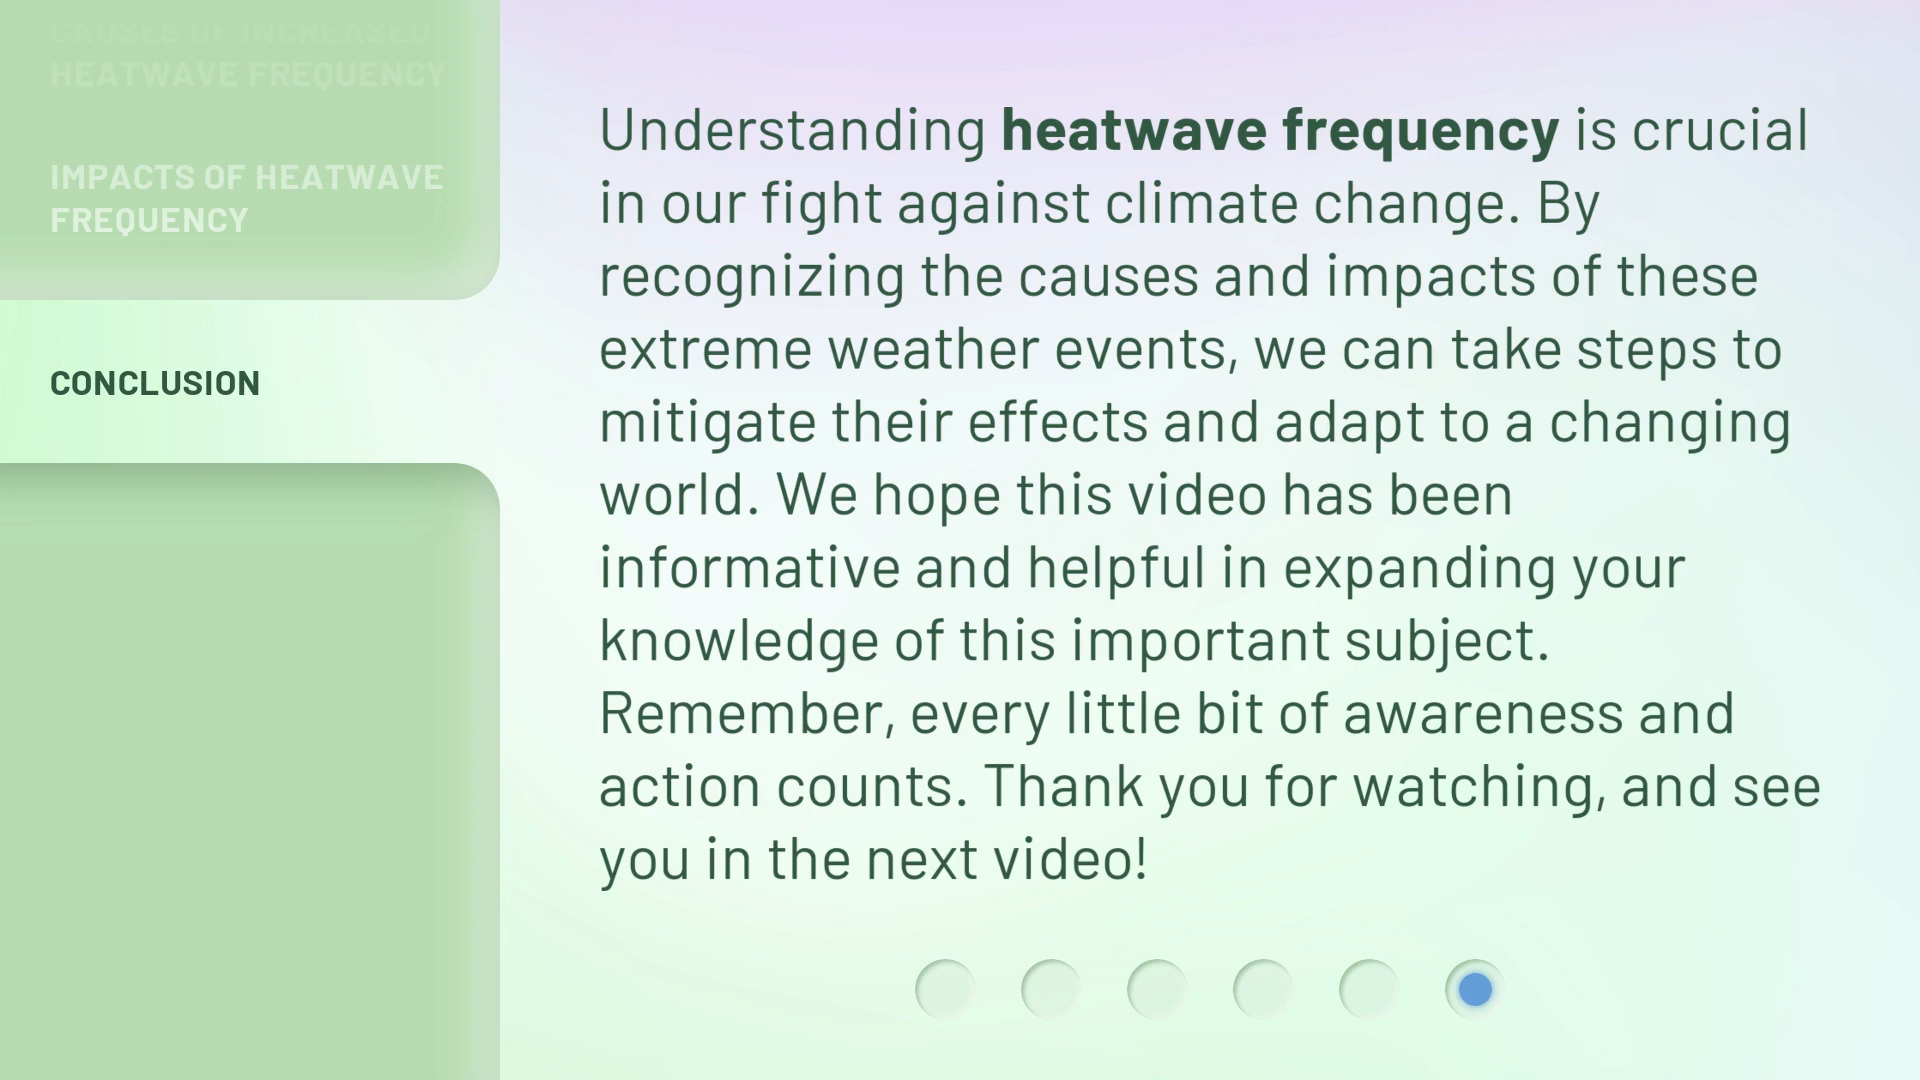 CAUSES OF INCREASED
HEATWAVE FREQUENCY
IMPACTS OF HEATWAVE
FREQUENCY
CONCLUSION
Understanding heatwave frequency is crucial
in our fight against climate change. By
recognizing the causes and impacts of these
extreme weather events, we can take steps to
mitigate their effects and adapt to a changing
world. We hope this video has been
informative and helpful in expanding your
knowledge of this important subject.
Remember, every little bit of awareness and
action counts. Thank you for watching, and see
you in the next video!